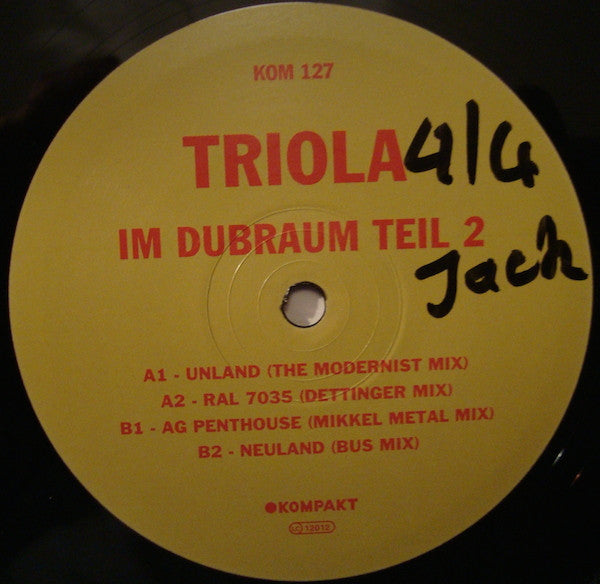 KOM 127
TRIOLA 4/4
IM DUBRAUM TEIL 2
Jack
A1 - UNLAND (THE MODERNIST MIX)
A2 - RAL 7035 (DETTINGER MIX)
B1 - AG PENTHOUSE (MIKKEL METAL MIX)
B2 - NEULAND (BUS MIX)
KOMPAKT
LC 12012